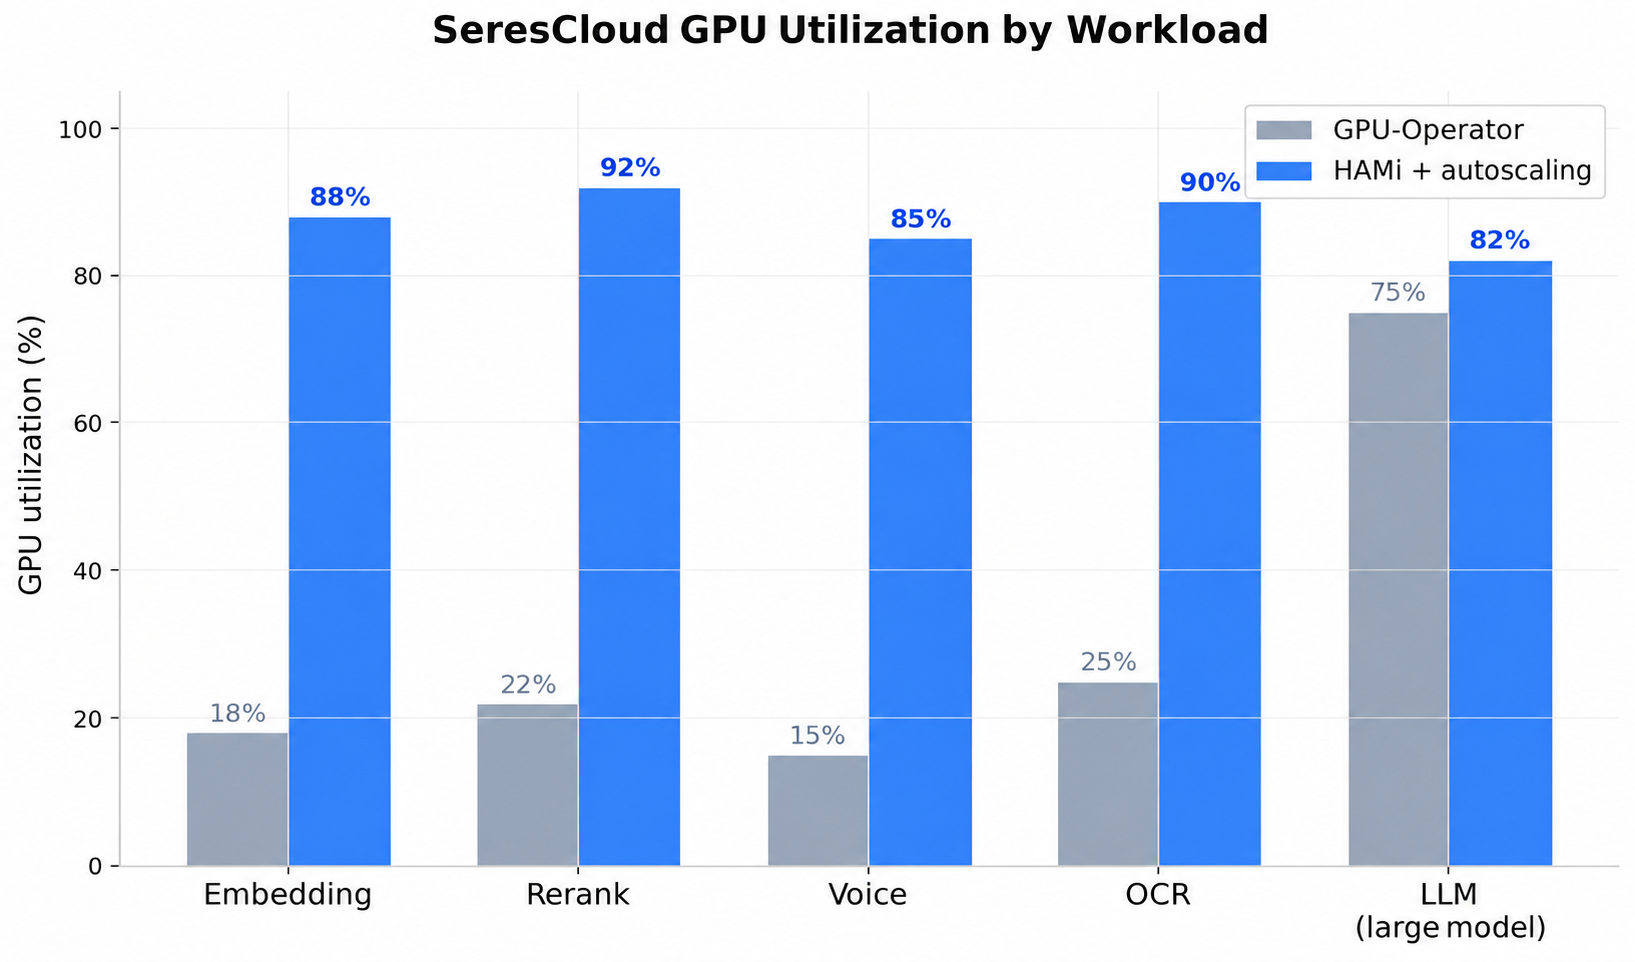 SeresCloud GPU Utilization by Workload
GPU-Operator
HAMi + autoscaling
GPU utilization (%)
100
80
60
40
20
0
18%
88%
22%
92%
15%
85%
25%
90%
75%
82%
Embedding
Rerank
Voice
OCR
LLM
(large model)